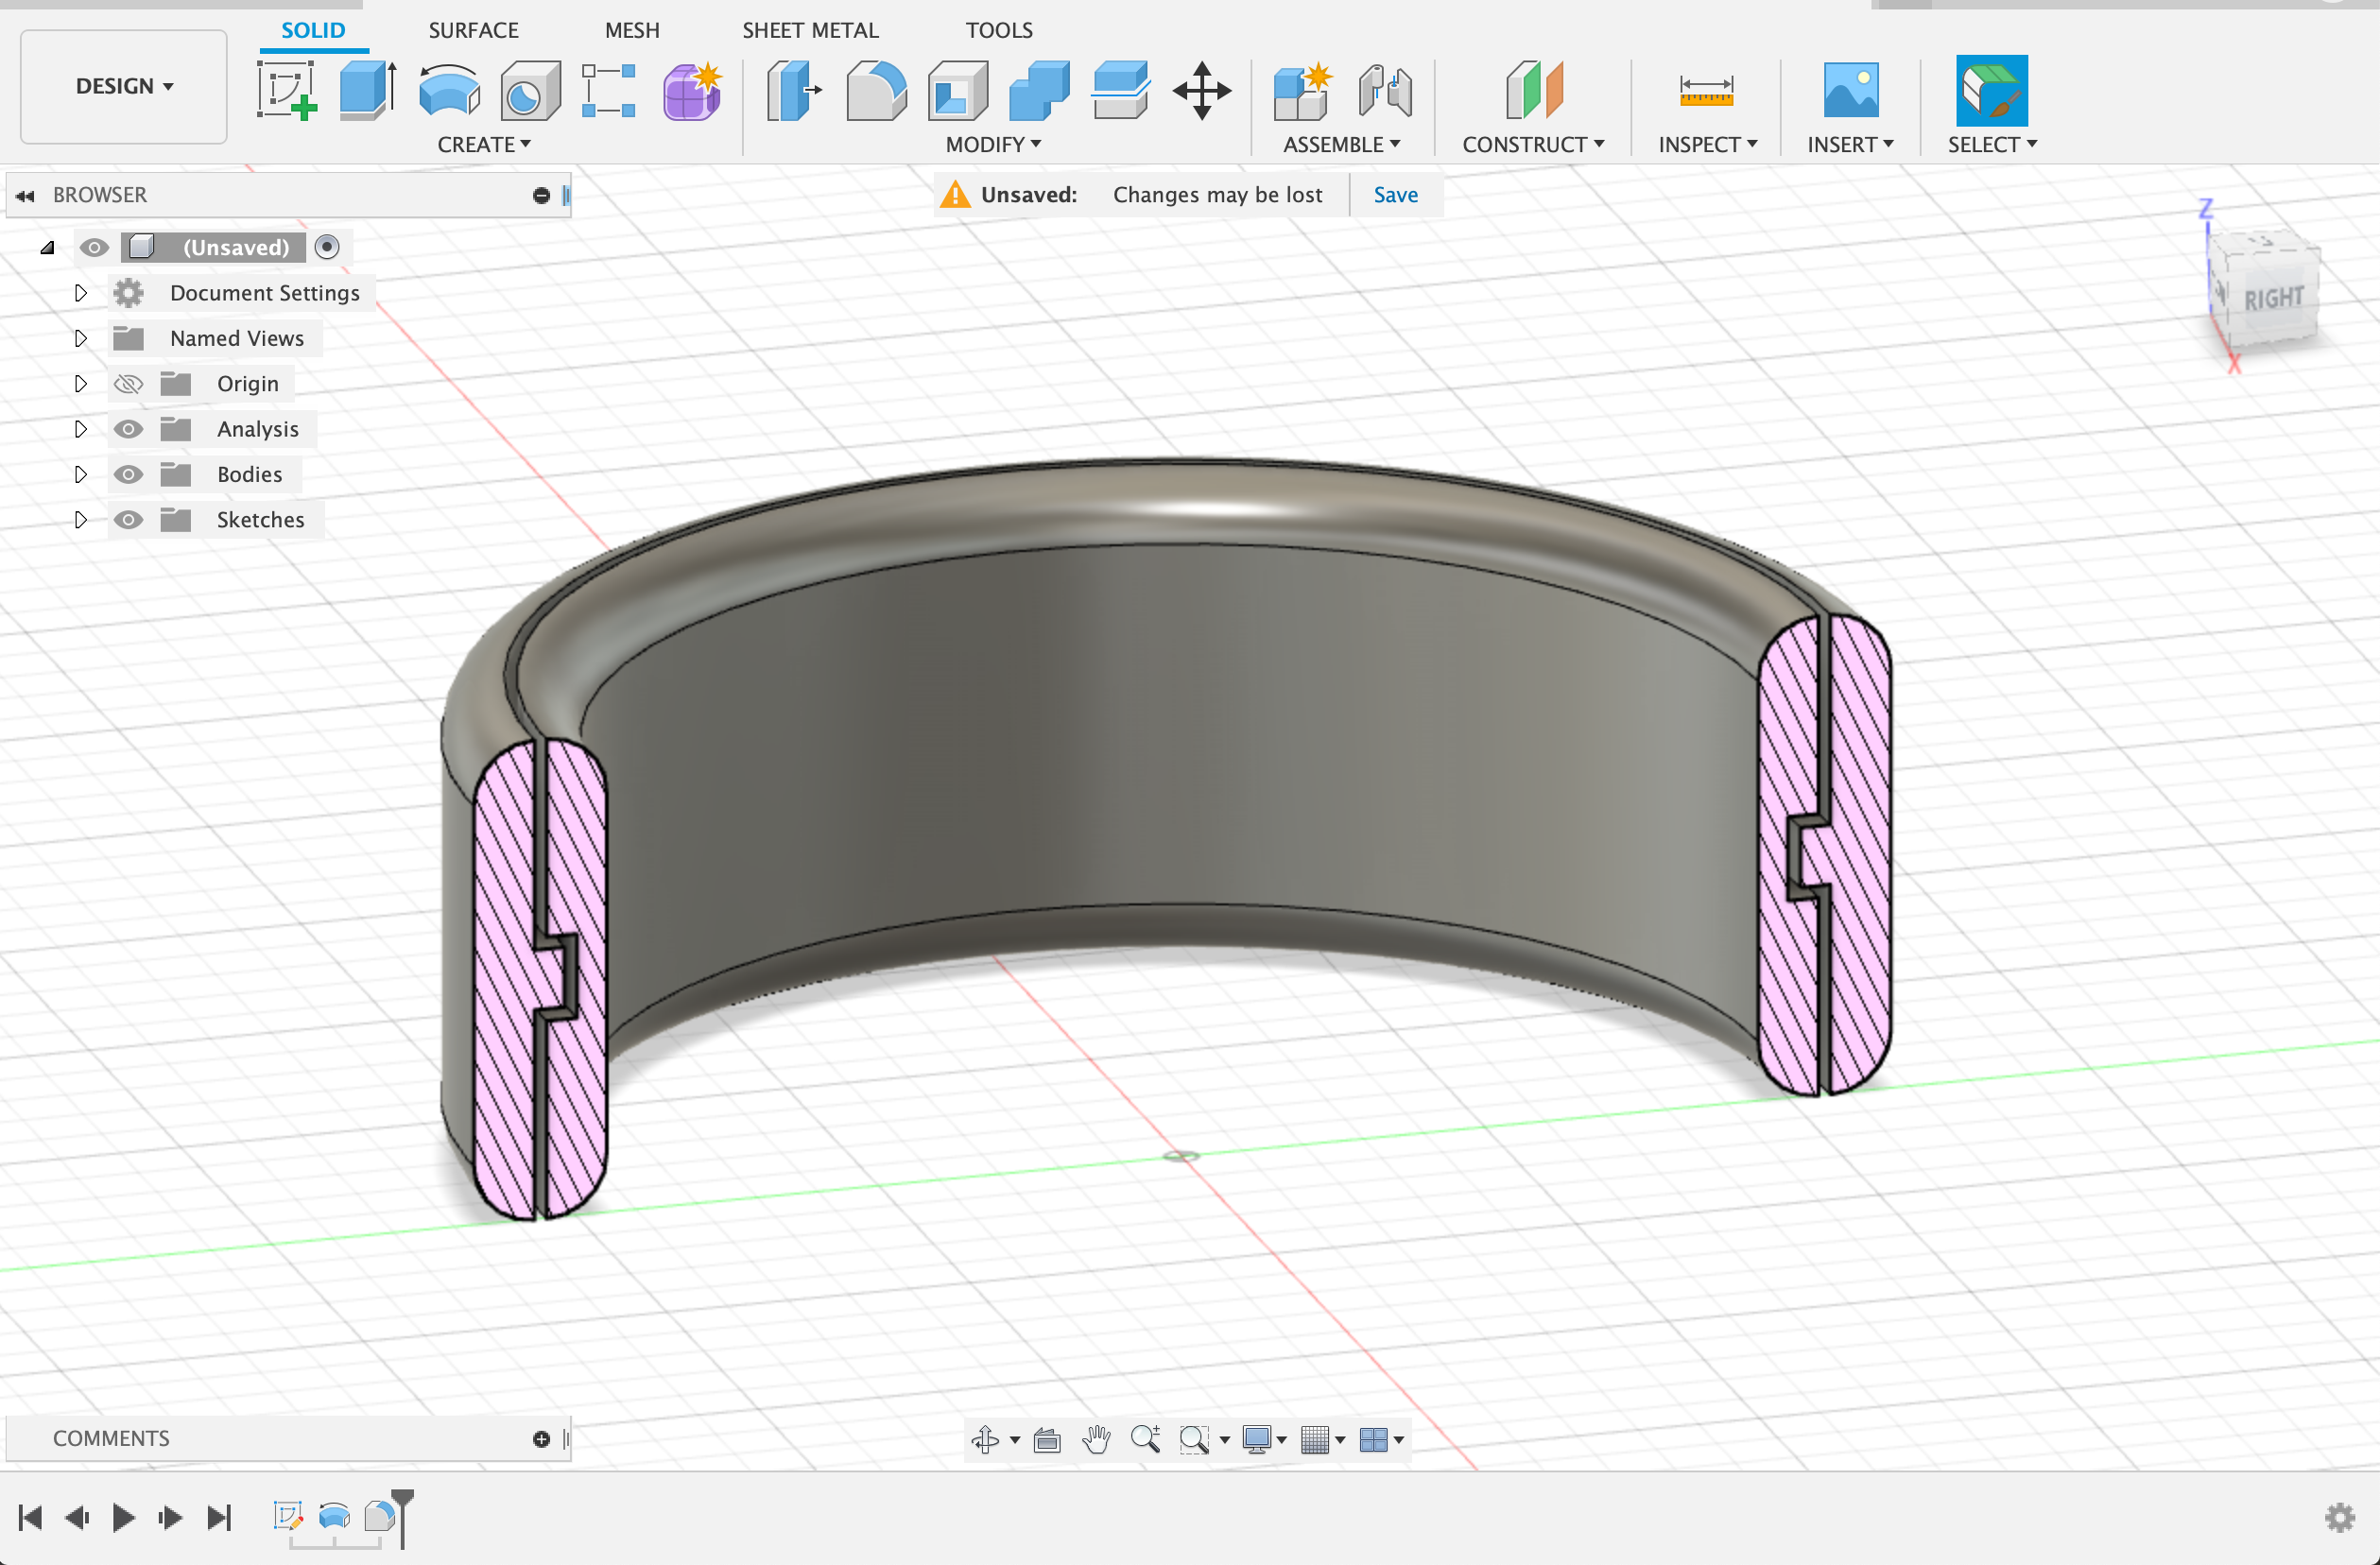 SOLID SURFACE MESH SHEET METAL TOOLS
DESIGN
CREATE MODIFY ASSEMBLE CONSTRUCT INSPECT INSERT SELECT
BROWSER
Unsaved: Changes may be lost Save
(Unsaved)
Document Settings
Named Views
Origin
Analysis
Bodies
Sketches
Z
RIGHT
X
COMMENTS